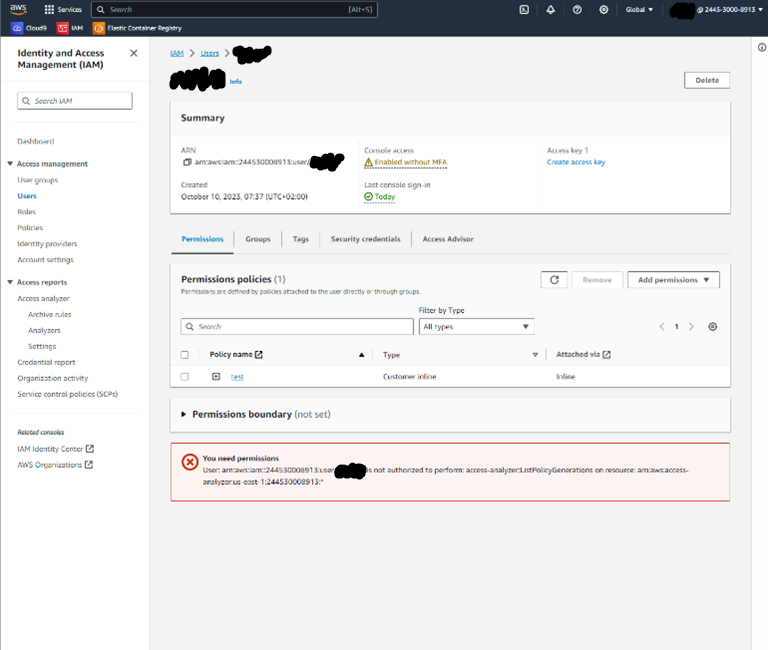 aws
Services
Search
[Alt+S]
Global
@ 2445-3000-8913
Cloud9
IAM
Elastic Container Registry
Identity and Access Management (IAM)
Search IAM
Dashboard
Access management
User groups
Users
Roles
Policies
Identity providers
Account settings
Access reports
Access analyzer
Archive rules
Analyzers
Settings
Credential report
Organization activity
Service control policies (SCPs)
Related consoles
IAM Identity Center
AWS Organizations
IAM > Users >
Info
Delete
Summary
ARN
arn:aws:iam::244530008913:user/
Console access
Enabled without MFA
Access key 1
Create access key
Created
October 10, 2023, 07:37 (UTC+02:00)
Last console sign-in
Today
Permissions
Groups
Tags
Security credentials
Access Advisor
Permissions policies (1)
Permissions are defined by policies attached to the user directly or through groups.
Remove
Add permissions
Filter by Type
Search
All types
1
Policy name
Type
Attached via
test
Customer inline
Inline
Permissions boundary (not set)
You need permissions
User: arn:aws:iam::244530008913:user/ is not authorized to perform: access-analyzer:ListPolicyGenerations on resource: arn:aws:access-
analyzer:us-east-1:244530008913:*